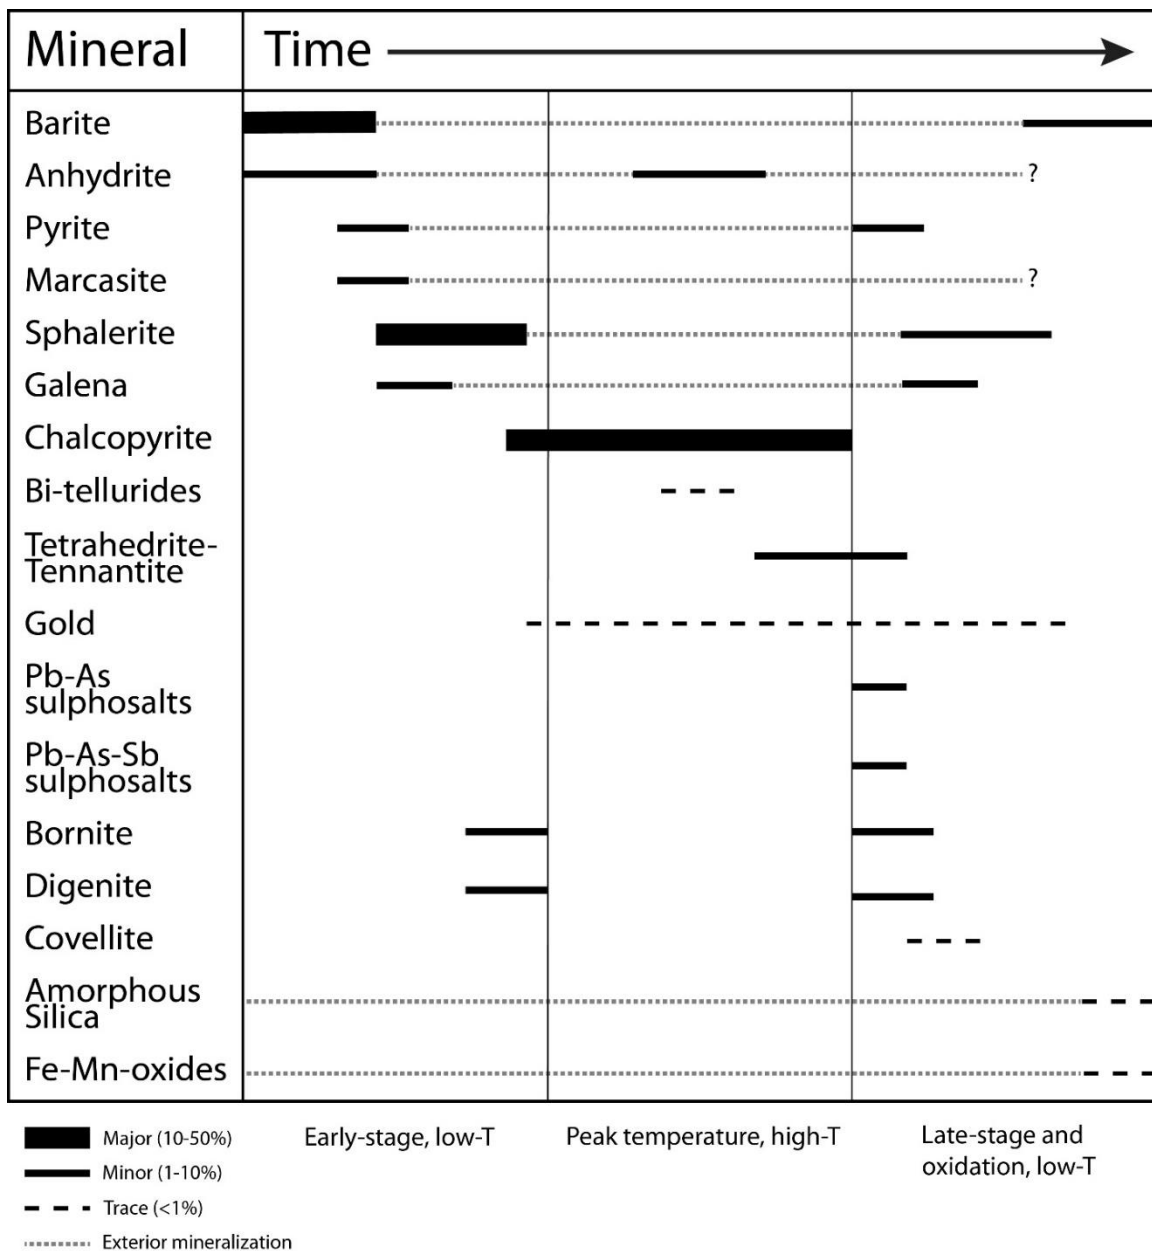 Mineral
Time
Barite
Anhydrite
?
Pyrite
Marcasite
?
Sphalerite
Galena
Chalcopyrite
Bi-tellurides
Tetrahedrite-
Tennantite
Gold
Pb-As
sulphosalts
Pb-As-Sb
sulphosalts
Bornite
Digenite
Covellite
Amorphous
Silica
Fe-Mn-oxides
Major (10-50%)
Minor (1-10%)
Trace (<1%)
Exterior mineralization
Early-stage, low-T
Peak temperature, high-T
Late-stage and
oxidation, low-T